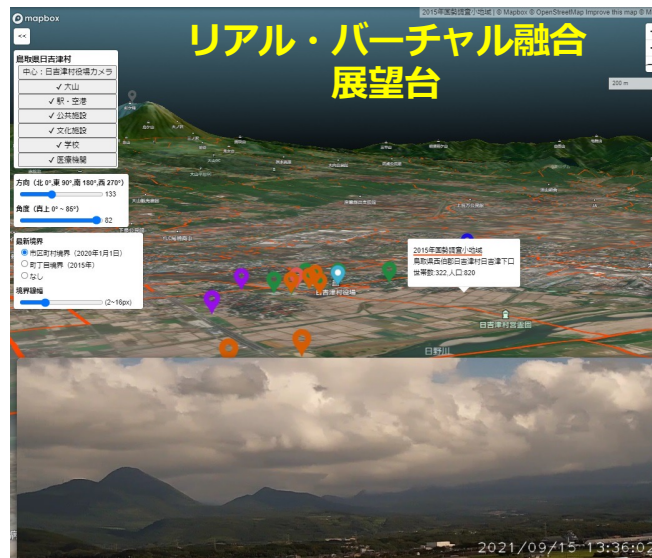 mapbox
2015年国勢調査小地域 | © Mapbox © OpenStreetMap Improve this map © M
<<
リアル・バーチャル融合
展望台
鳥取県日吉津村
中心：日吉津村役場カメラ
✓大山
✓駅・空港
✓公共施設
✓文化施設
✓学校
✓医療機関
200 m
方向（北 0°,東 90°,南 180°,西 270°）
133
角度（直上 0° ~ 85°）
82
最新境界
市区町村境界（2020年1月1日）
町丁目境界（2015年）
なし
境界線幅
(2~16px)
2015年国勢調査小地域
鳥取県西伯郡日吉津村日吉津下口
世帯数:322,人口:820
日吉津村役場
日吉津村営霊園
日野川
2021/09/15 13:36:03